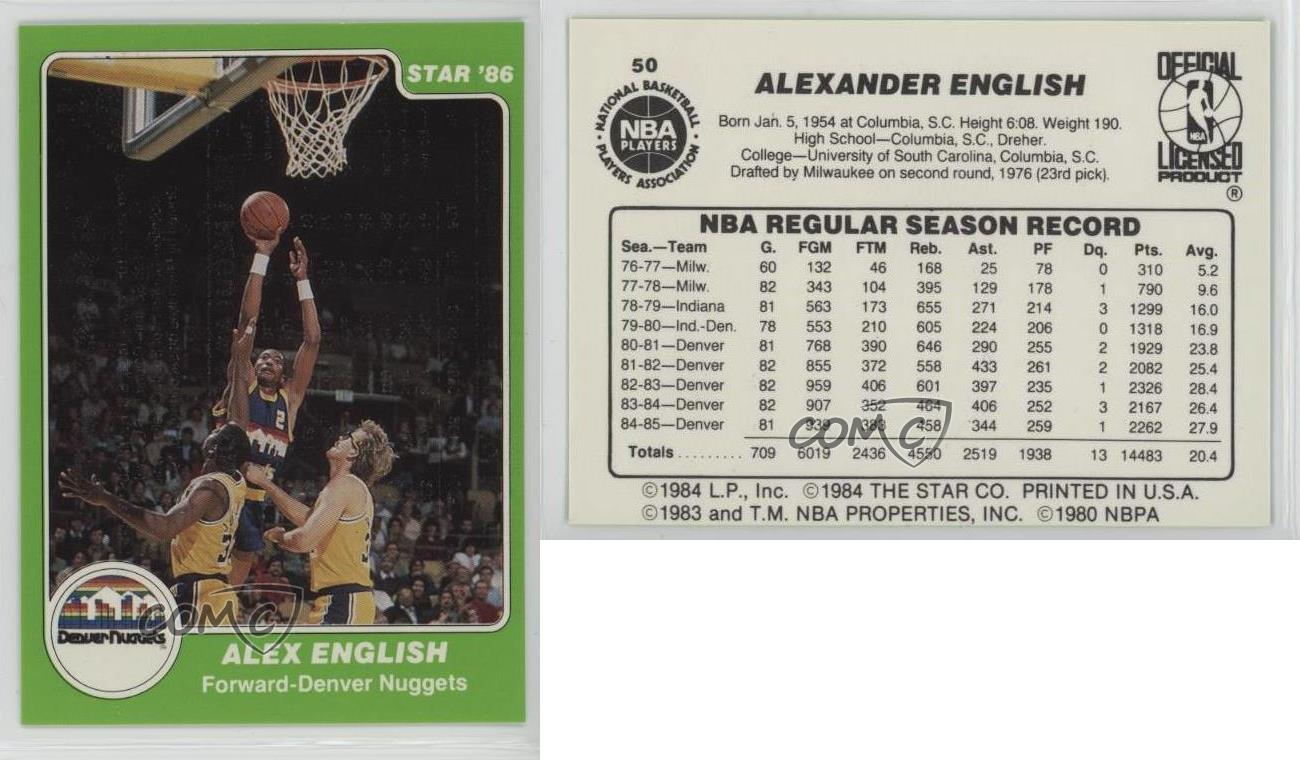 STAR '86
2
DENVER NUGGETS
ALEX ENGLISH
Forward-Denver Nuggets
COMC
50
NATIONAL BASKETBALL
NBA
PLAYERS
PLAYERS ASSOCIATION
ALEXANDER ENGLISH
Born Jan. 5, 1954 at Columbia, S.C. Height 6:08. Weight 190.
High School—Columbia, S.C., Dreher.
College—University of South Carolina, Columbia, S.C.
Drafted by Milwaukee on second round, 1976 (23rd pick).
OFFICIAL
NBA
LICENSED
PRODUCT
®
NBA REGULAR SEASON RECORD
Sea.—Team G. FGM FTM Reb. Ast. PF Dq. Pts. Avg.
76-77—Milw. 60 132 46 168 25 78 0 310 5.2
77-78—Milw. 82 343 104 395 129 178 1 790 9.6
78-79—Indiana 81 563 173 655 271 214 3 1299 16.0
79-80—Ind.-Den. 78 553 210 605 224 206 0 1318 16.9
80-81—Denver 81 768 390 646 290 255 2 1929 23.8
81-82—Denver 82 855 372 558 433 261 2 2082 25.4
82-83—Denver 82 959 406 601 397 235 1 2326 28.4
83-84—Denver 82 907 352 464 406 252 3 2167 26.4
84-85—Denver 81 939 383 458 344 259 1 2262 27.9
Totals ......... 709 6019 2436 4550 2519 1938 13 14483 20.4
COMC
©1984 L.P., Inc. ©1984 THE STAR CO. PRINTED IN U.S.A.
©1983 and T.M. NBA PROPERTIES, INC. ©1980 NBPA